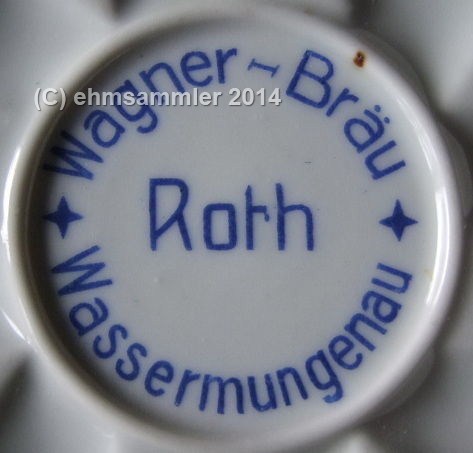 (C) ehmsammler 2014
Wagner-Bräu
Roth
Wassermungenau